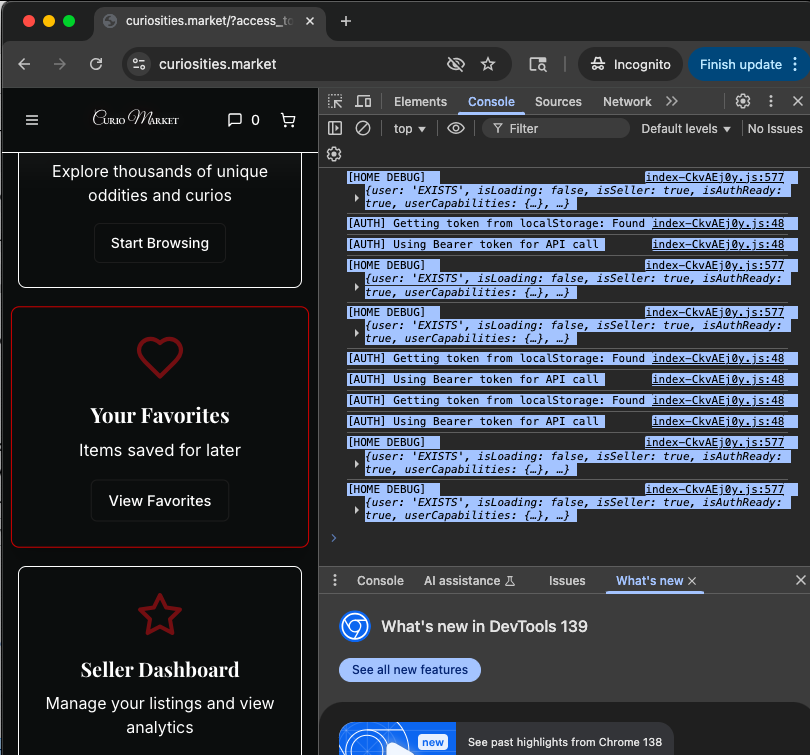 curiosities.market/?access_to
curiosities.market
Incognito
Finish update
Curio Market
0
Explore thousands of unique
oddities and curios
Start Browsing
Your Favorites
Items saved for later
View Favorites
Seller Dashboard
Manage your listings and view
analytics
Elements
Console
Sources
Network
top
Filter
Default levels
No Issues
[HOME DEBUG] index-CkvAEj0y.js:577
{user: 'EXISTS', isLoading: false, isSeller: true, isAuthReady:
true, userCapabilities: {…}, …}
[AUTH] Getting token from localStorage: Found index-CkvAEj0y.js:48
[AUTH] Using Bearer token for API call index-CkvAEj0y.js:48
[HOME DEBUG] index-CkvAEj0y.js:577
{user: 'EXISTS', isLoading: false, isSeller: true, isAuthReady:
true, userCapabilities: {…}, …}
[HOME DEBUG] index-CkvAEj0y.js:577
{user: 'EXISTS', isLoading: false, isSeller: true, isAuthReady:
true, userCapabilities: {…}, …}
[AUTH] Getting token from localStorage: Found index-CkvAEj0y.js:48
[AUTH] Using Bearer token for API call index-CkvAEj0y.js:48
[AUTH] Getting token from localStorage: Found index-CkvAEj0y.js:48
[AUTH] Using Bearer token for API call index-CkvAEj0y.js:48
[HOME DEBUG] index-CkvAEj0y.js:577
{user: 'EXISTS', isLoading: false, isSeller: true, isAuthReady:
true, userCapabilities: {…}, …}
[HOME DEBUG] index-CkvAEj0y.js:577
{user: 'EXISTS', isLoading: false, isSeller: true, isAuthReady:
true, userCapabilities: {…}, …}
Console
AI assistance
Issues
What's new
What's new in DevTools 139
See all new features
new
See past highlights from Chrome 138